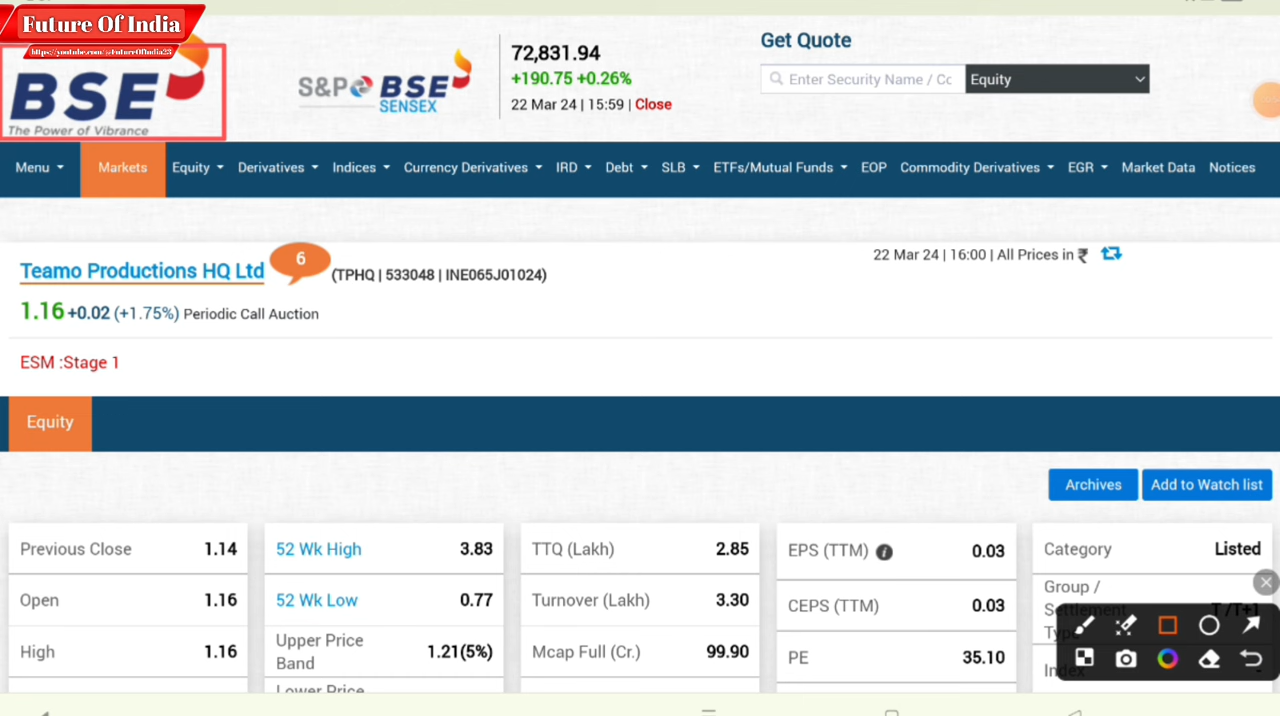 Future Of India
https://youtube.com/@FutureOfIndia23
BSE
The Power of Vibrance
S&P BSE
SENSEX
72,831.94
+190.75 +0.26%
22 Mar 24 | 15:59 | Close
Get Quote
Enter Security Name / Cc
Equity
Menu Markets Equity Derivatives Indices Currency Derivatives IRD Debt SLB ETFs/Mutual Funds EOP Commodity Derivatives EGR Market Data Notices
Teamo Productions HQ Ltd 6 (TPHQ | 533048 | INE065J01024)
22 Mar 24 | 16:00 | All Prices in ₹
1.16 +0.02 (+1.75%) Periodic Call Auction
ESM :Stage 1
Equity
Archives Add to Watch list
Previous Close 1.14
Open 1.16
High 1.16
52 Wk High 3.83
52 Wk Low 0.77
Upper Price
Band 1.21(5%)
Lower Price
TTQ (Lakh) 2.85
Turnover (Lakh) 3.30
Mcap Full (Cr.) 99.90
EPS (TTM) 0.03
CEPS (TTM) 0.03
PE 35.10
Category Listed
Group /
Settlement T /T+1
Type
Index